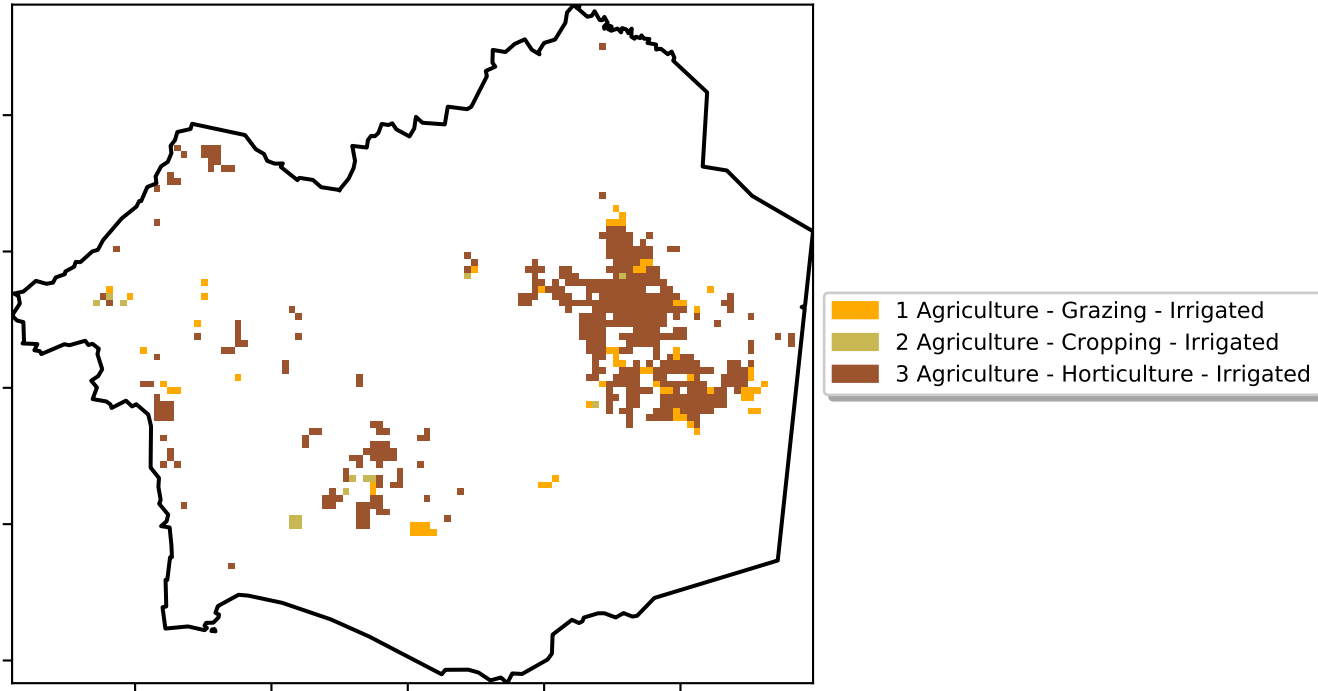 1 Agriculture - Grazing - Irrigated
2 Agriculture - Cropping - Irrigated
3 Agriculture - Horticulture - Irrigated